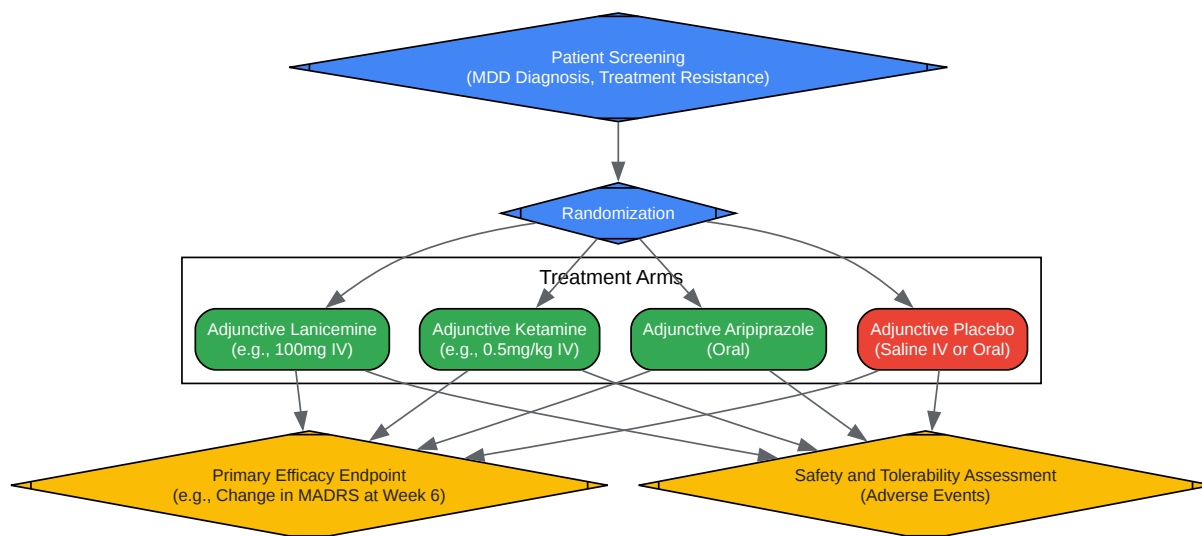 Patient Screening
(MDD Diagnosis, Treatment Resistance)
Randomization
Treatment Arms
Adjunctive Lanicemine
(e.g., 100mg IV)
Adjunctive Ketamine
(e.g., 0.5mg/kg IV)
Adjunctive Aripiprazole
(Oral)
Adjunctive Placebo
(Saline IV or Oral)
Primary Efficacy Endpoint
(e.g., Change in MADRS at Week 6)
Safety and Tolerability Assessment
(Adverse Events)